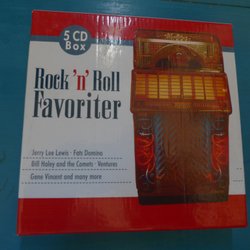 5 CD
Box
Rock 'n' Roll
Favoriter
Jerry Lee Lewis · Fats Domino
Bill Haley and the Comets · Ventures
Gene Vincent and many more